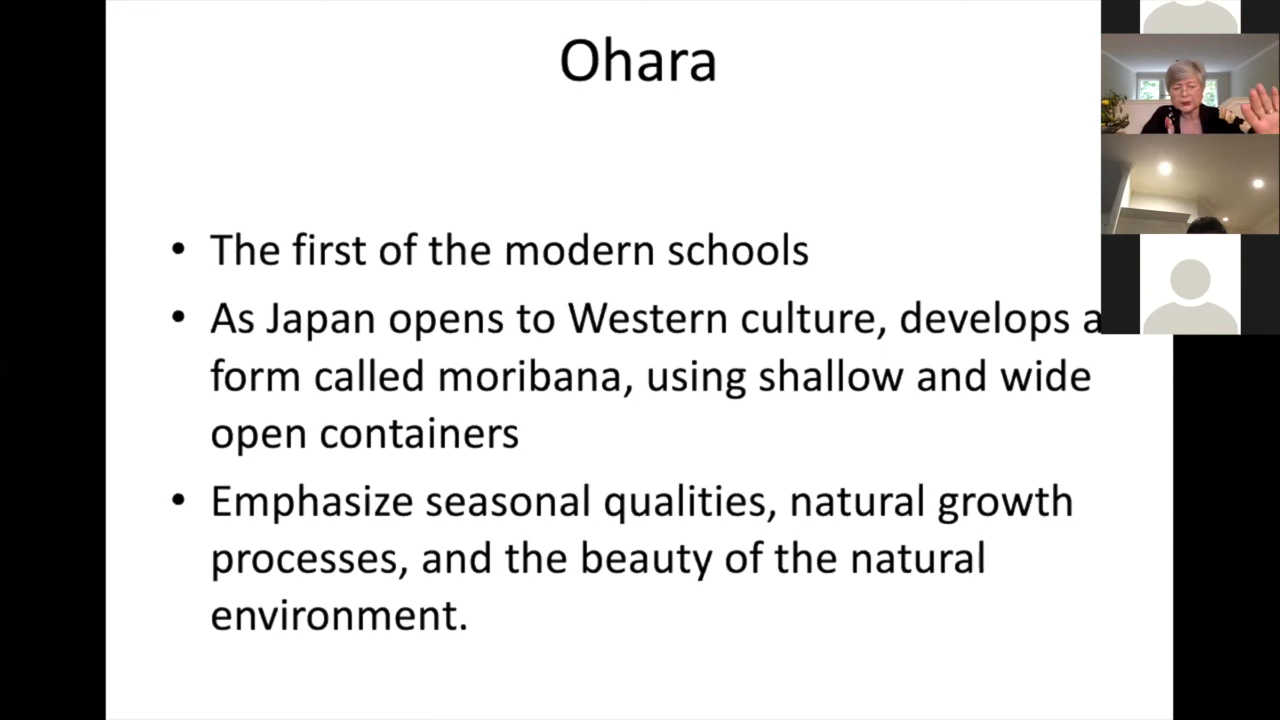 Ohara
• The first of the modern schools
• As Japan opens to Western culture, develops a
form called moribana, using shallow and wide
open containers
• Emphasize seasonal qualities, natural growth
processes, and the beauty of the natural
environment.